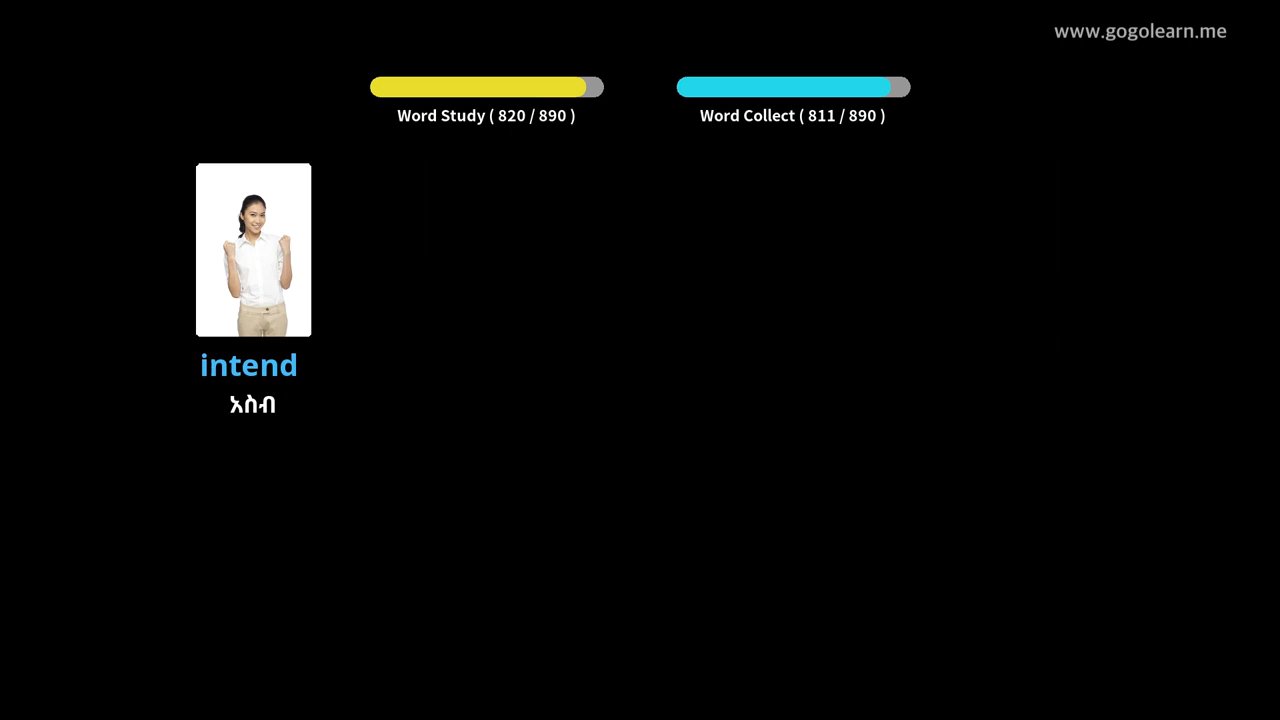 www.gogolearn.me
Word Study ( 820 / 890 )
Word Collect ( 811 / 890 )
intend
አስብ